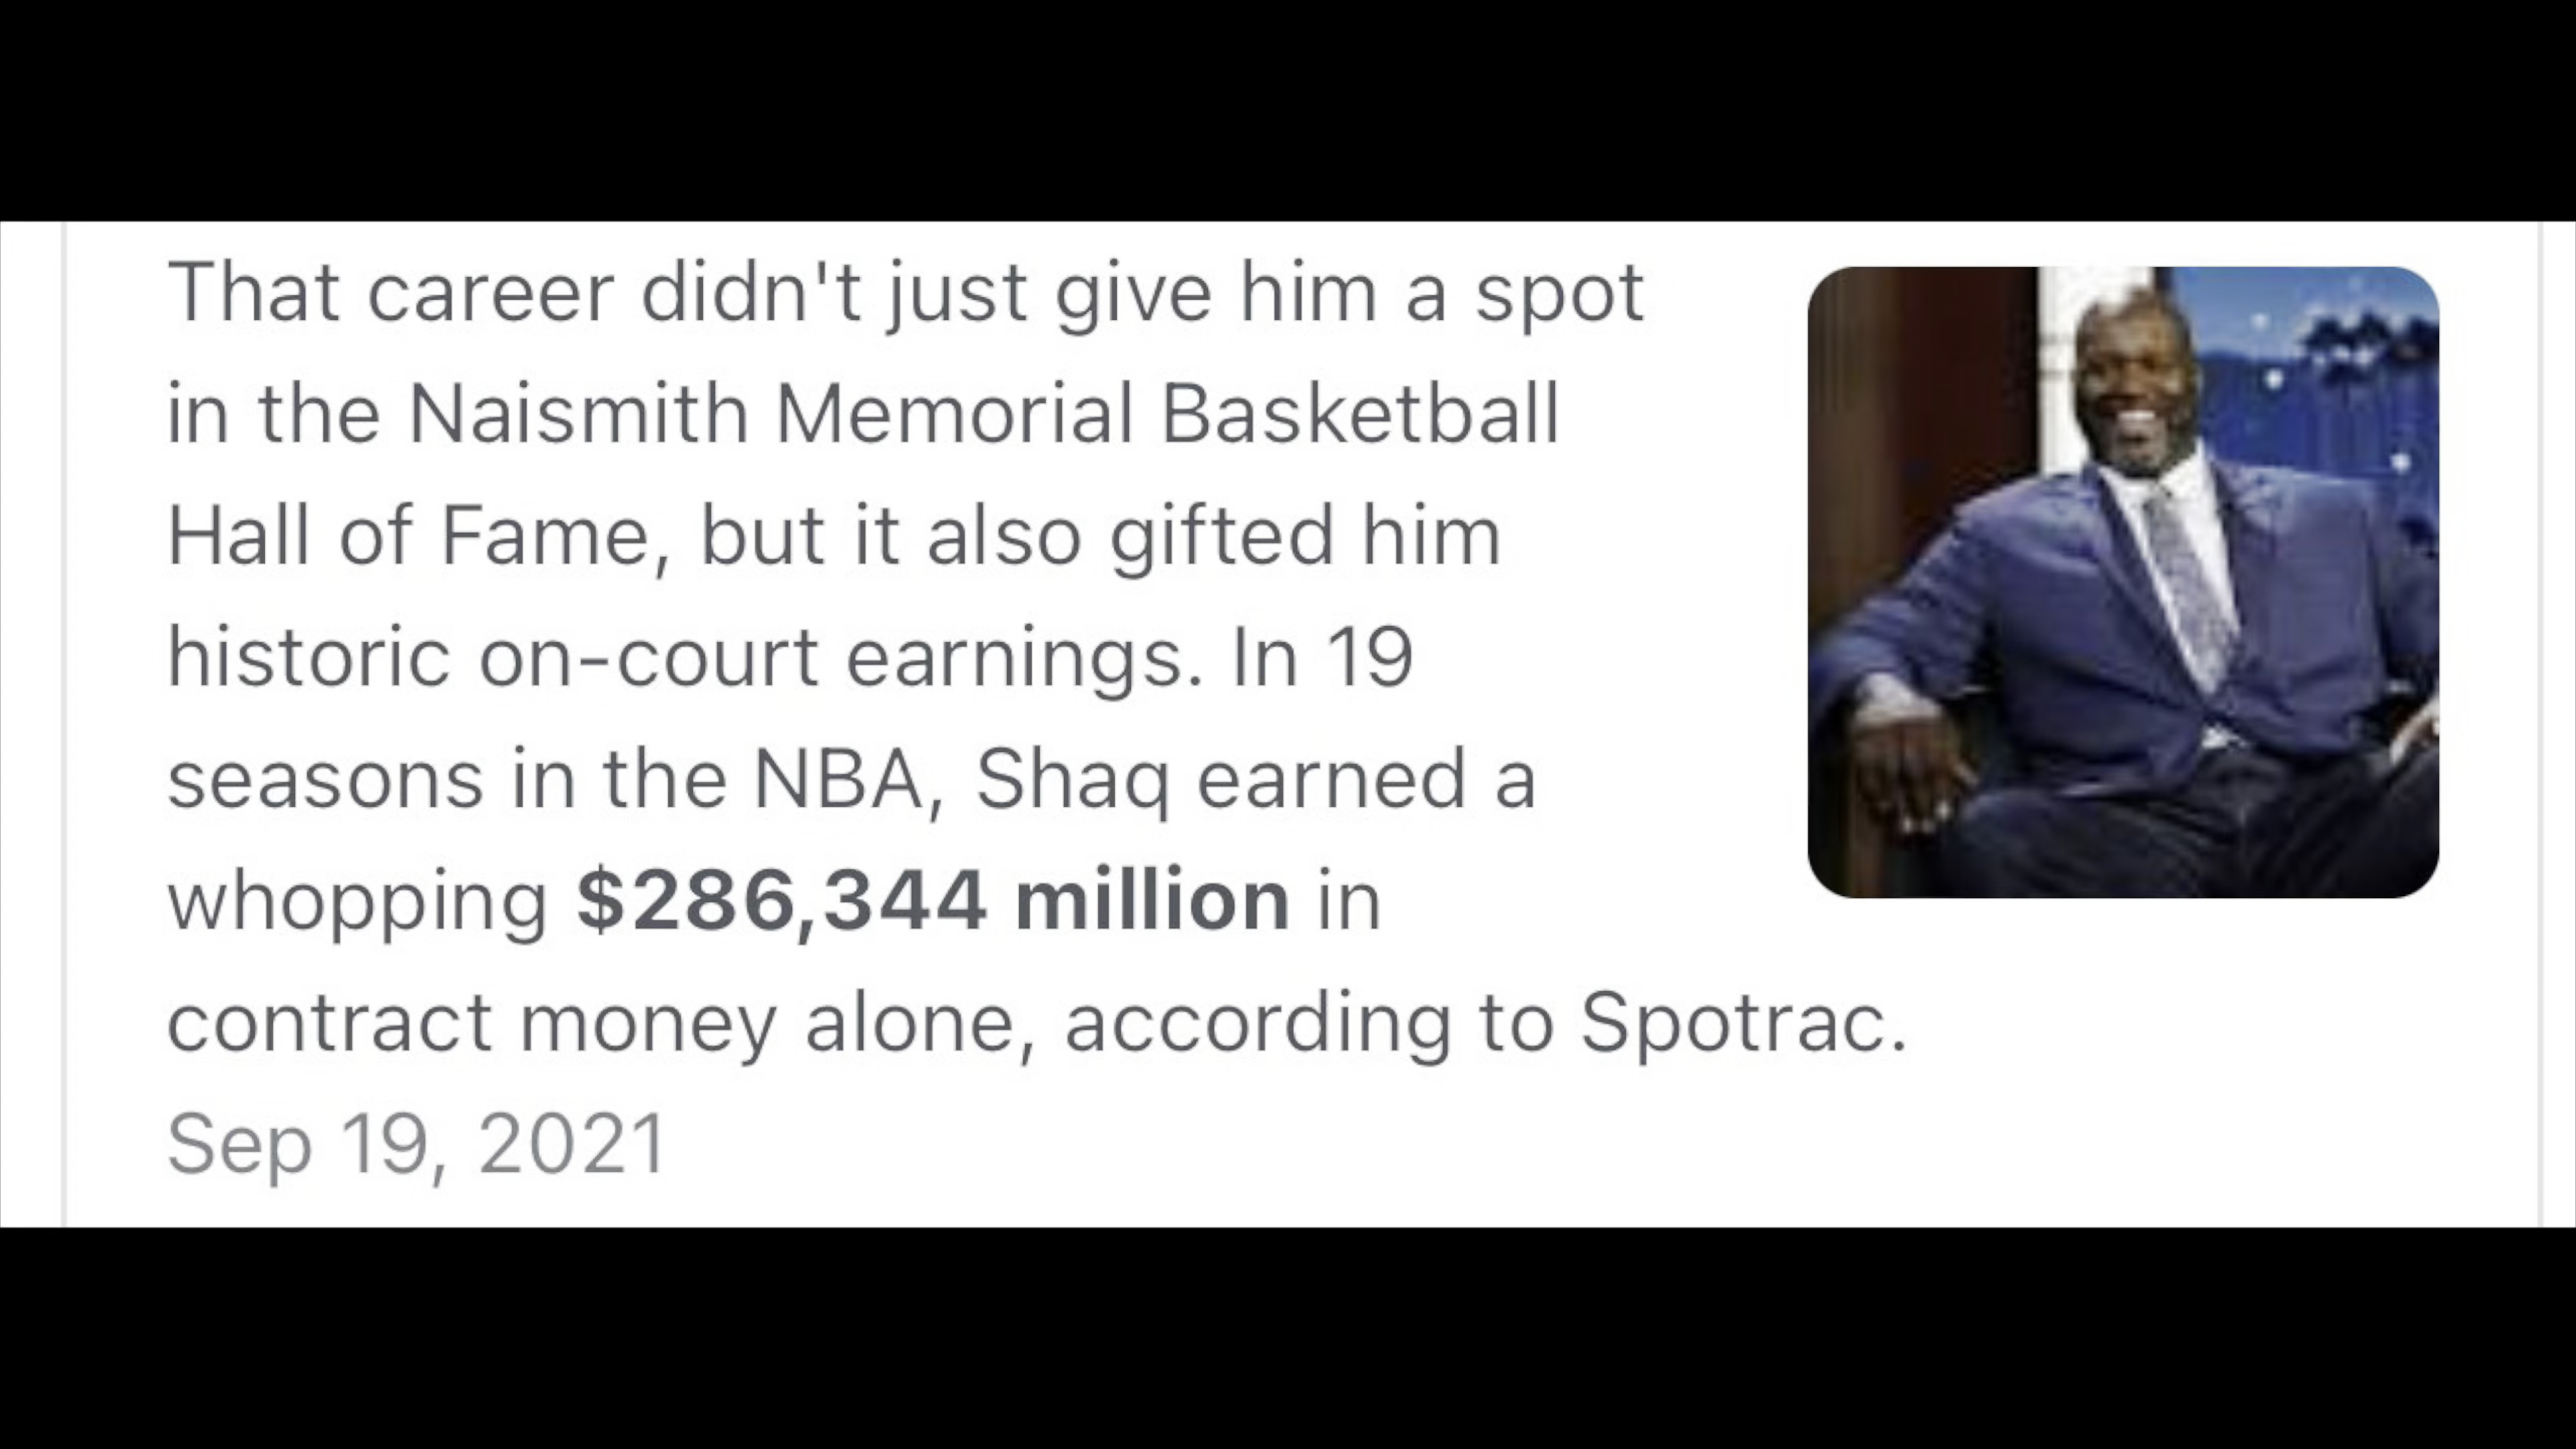 That career didn't just give him a spot
in the Naismith Memorial Basketball
Hall of Fame, but it also gifted him
historic on-court earnings. In 19
seasons in the NBA, Shaq earned a
whopping $286,344 million in
contract money alone, according to Spotrac.
Sep 19, 2021